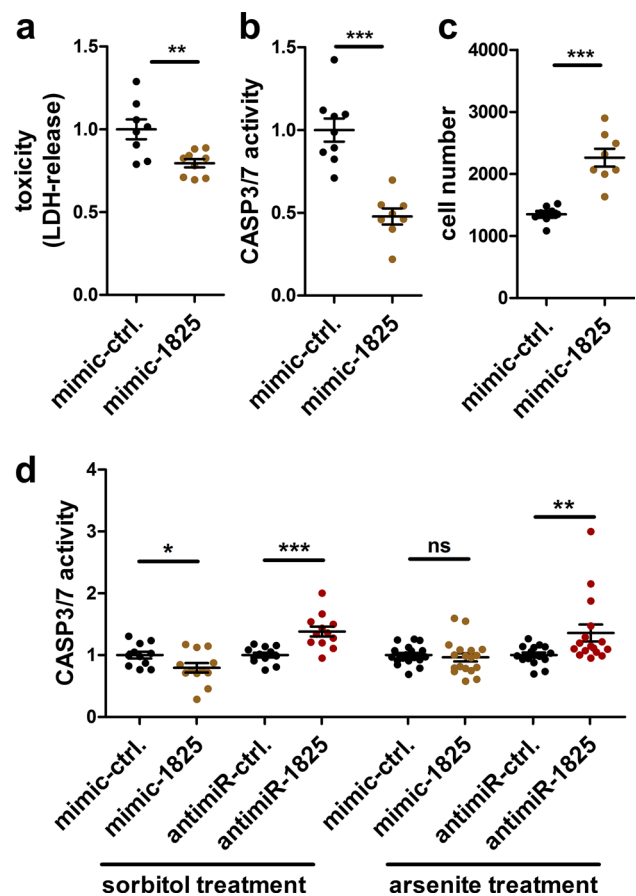 a
toxicity
(LDH-release)
1.5
1.0
0.5
0.0
**
mimic-ctrl.
mimic-1825
b
CASP3/7 activity
1.5
1.0
0.5
0.0
***
mimic-ctrl.
mimic-1825
c
cell number
4000
3000
2000
1000
0
***
mimic-ctrl.
mimic-1825
d
CASP3/7 activity
4
3
2
1
0
*
***
ns
**
mimic-ctrl.
mimic-1825
antimiR-ctrl.
antimiR-1825
mimic-ctrl.
mimic-1825
antimiR-ctrl.
antimiR-1825
sorbitol treatment
arsenite treatment